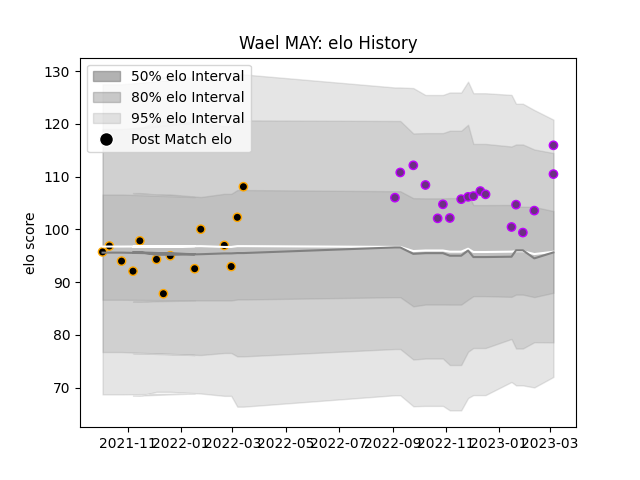 Wael MAY: elo History
130
120
110
100
90
80
70
elo score
50% elo Interval
80% elo Interval
95% elo Interval
Post Match elo
2021-11
2022-01
2022-03
2022-05
2022-07
2022-09
2022-11
2023-01
2023-03